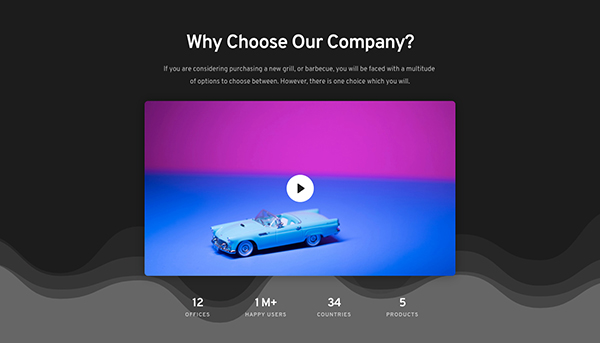 Why Choose Our Company?
If you are considering purchasing a new grill, or barbecue, you will be faced with a multitude
of options to choose between. However, there is one choice which you will.
12
OFFICES
1 M+
HAPPY USERS
34
COUNTRIES
5
PRODUCTS